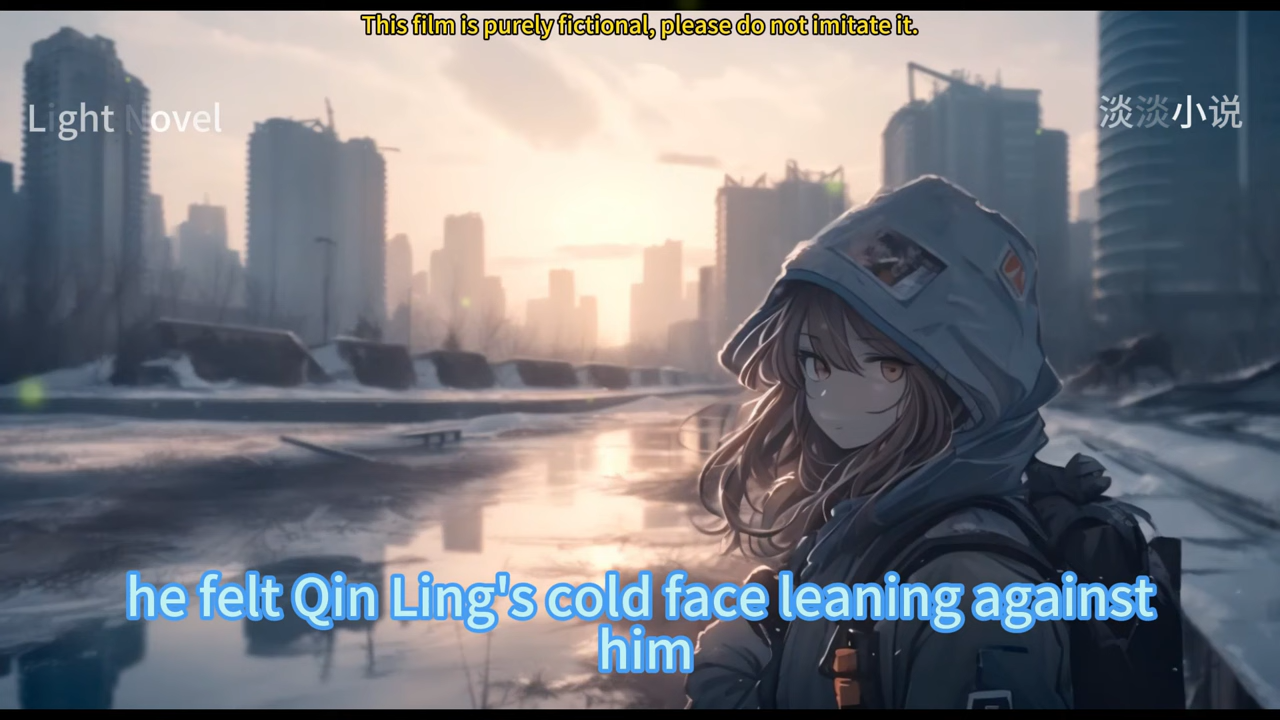 This film is purely fictional, please do not imitate it.
Light Novel
淡淡小说
he felt Qin Ling's cold face leaning against
him